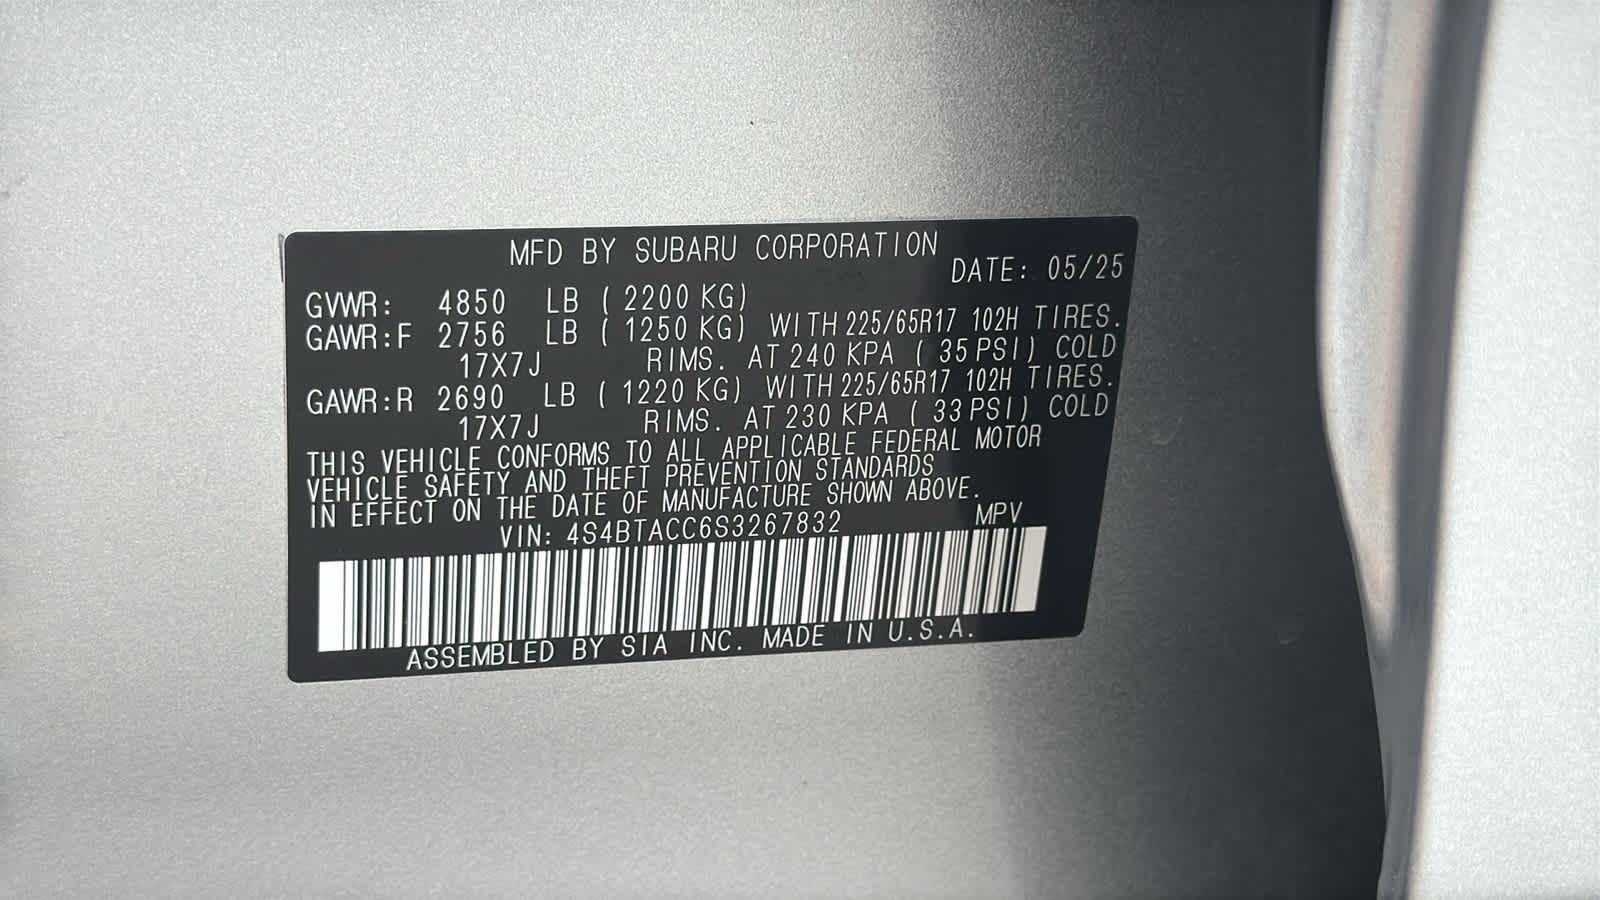 MFD BY SUBARU CORPORATION
DATE: 05/25
GVWR: 4850 LB ( 2200 KG)
GAWR:F 2756 LB ( 1250 KG) WITH 225/65R17 102H TIRES.
17X7J RIMS. AT 240 KPA ( 35 PSI) COLD
GAWR:R 2690 LB ( 1220 KG) WITH 225/65R17 102H TIRES.
17X7J RIMS. AT 230 KPA ( 33 PSI) COLD
THIS VEHICLE CONFORMS TO ALL APPLICABLE FEDERAL MOTOR
VEHICLE SAFETY AND THEFT PREVENTION STANDARDS
IN EFFECT ON THE DATE OF MANUFACTURE SHOWN ABOVE.
VIN: 4S4BTACC6S3267832 MPV
ASSEMBLED BY SIA INC. MADE IN U.S.A.